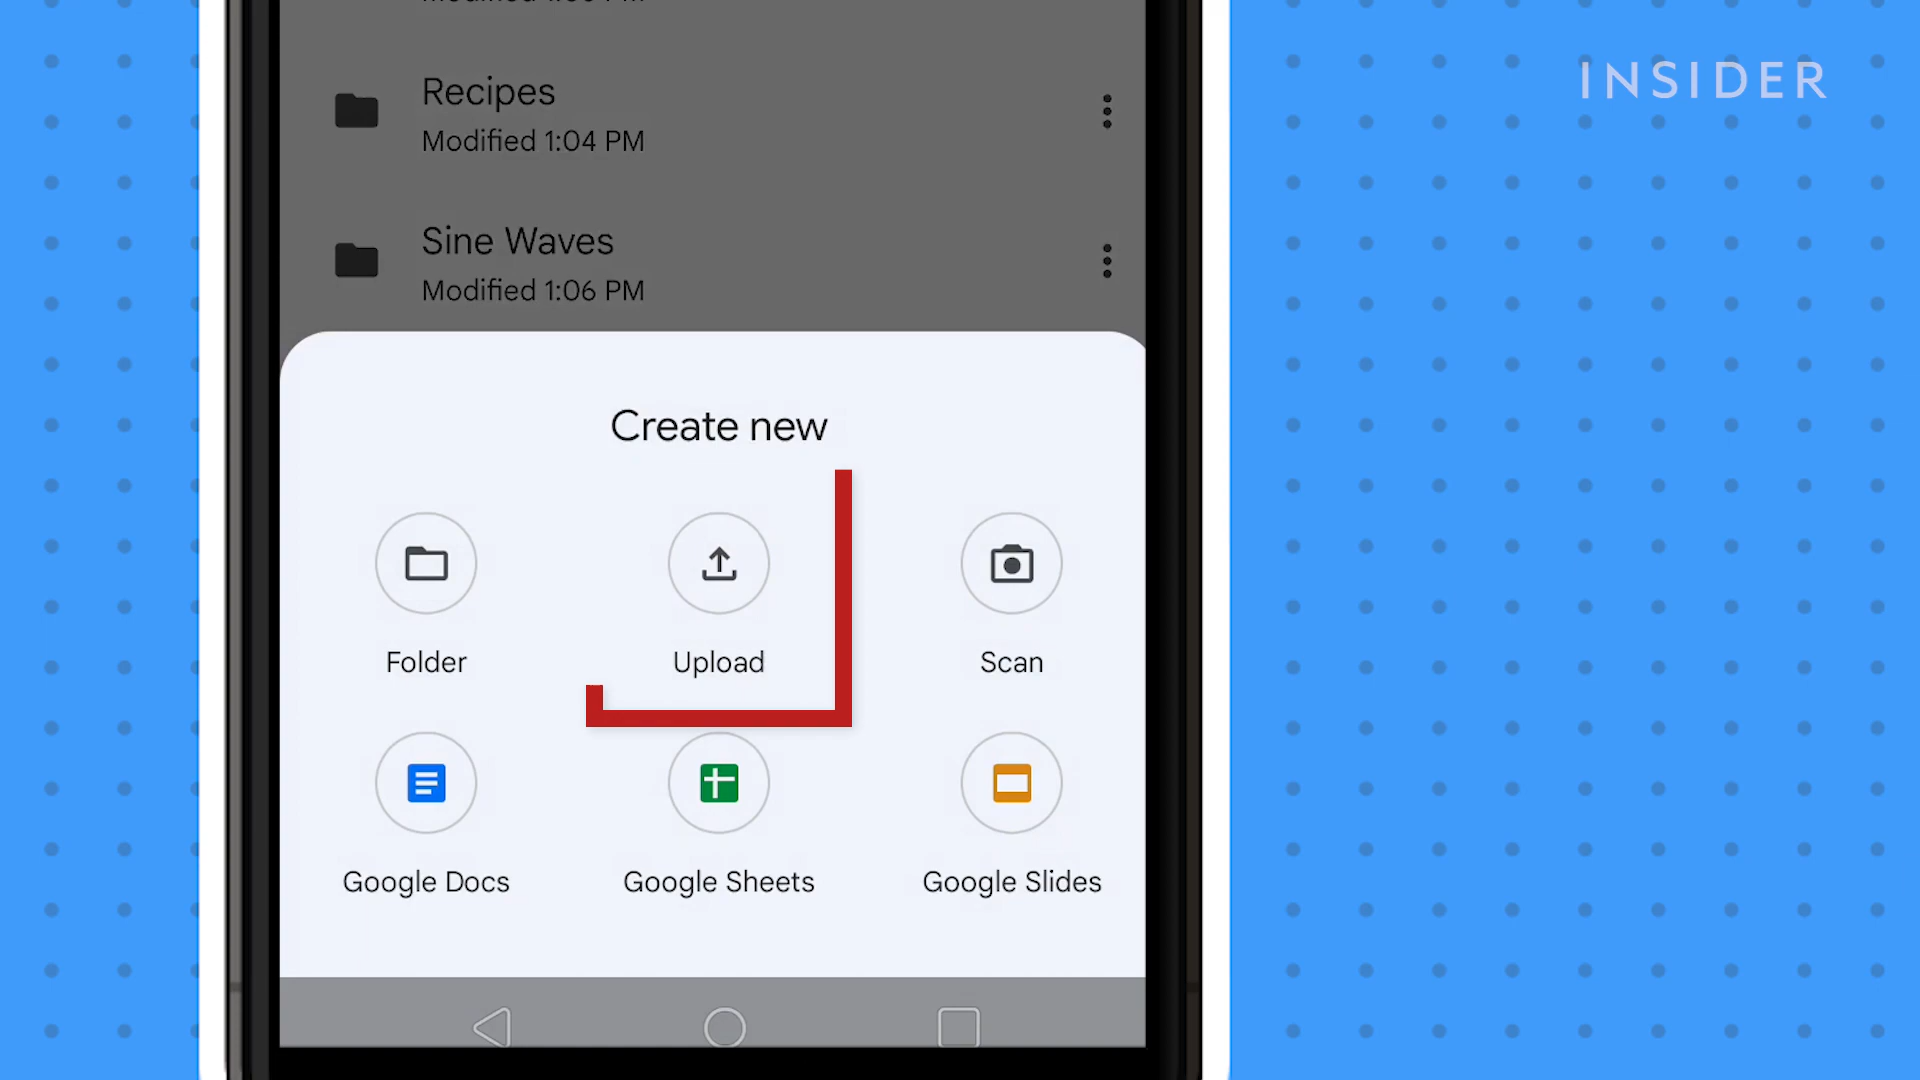 INSIDER
Recipes
Modified 1:04 PM
Sine Waves
Modified 1:06 PM
Create new
Folder
Upload
Scan
Google Docs
Google Sheets
Google Slides